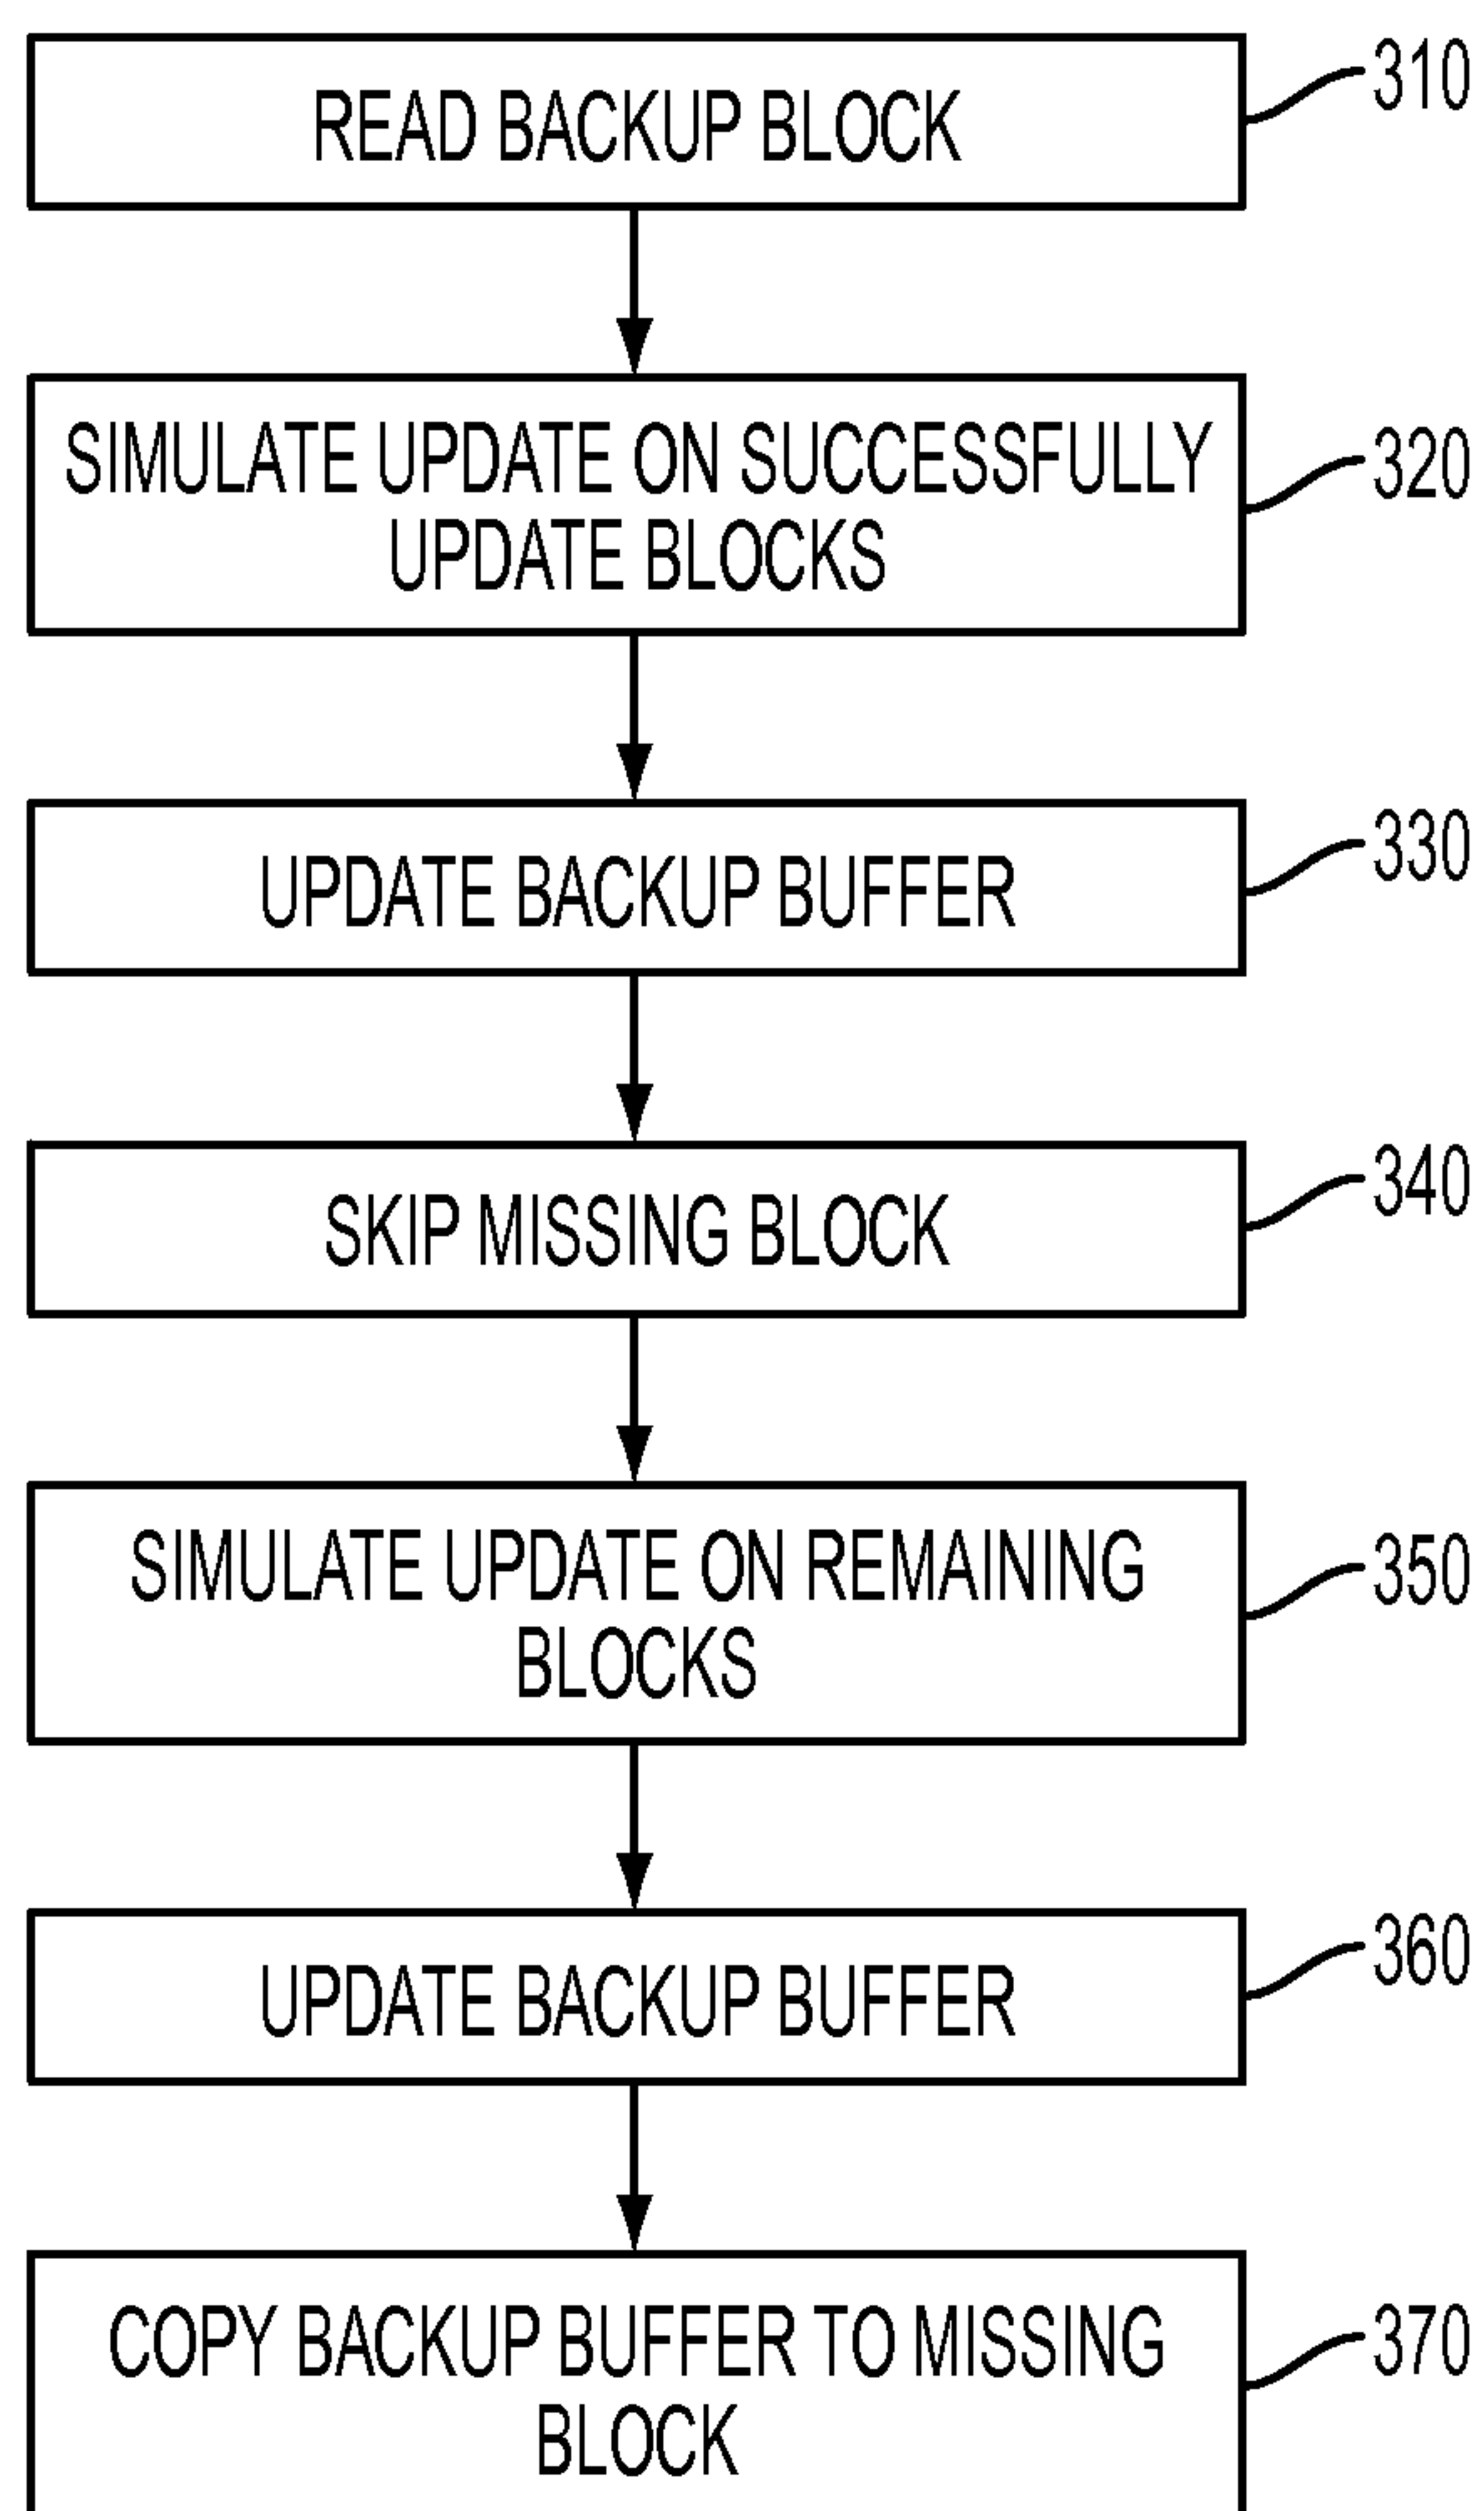 READ BACKUP BLOCK
310
SIMULATE UPDATE ON SUCCESSFULLY
UPDATE BLOCKS
320
UPDATE BACKUP BUFFER
330
SKIP MISSING BLOCK
340
SIMULATE UPDATE ON REMAINING
BLOCKS
350
UPDATE BACKUP BUFFER
360
COPY BACKUP BUFFER TO MISSING
BLOCK
370